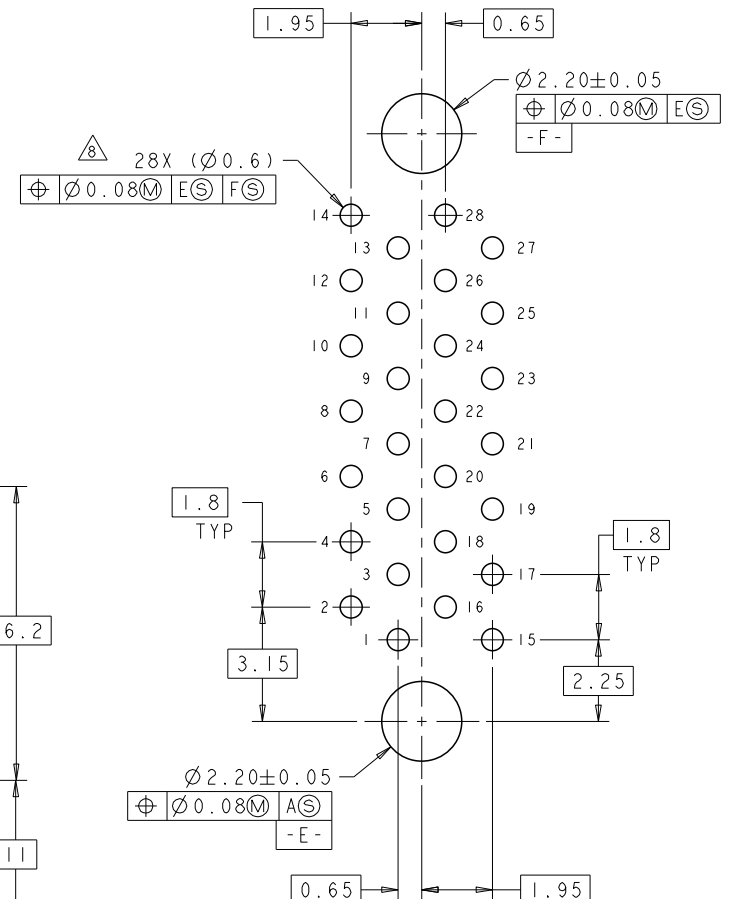 1.95
0.65
Ø2.20±0.05
⌖ Ø0.08Ⓜ EⓈ
-F-
8
28X (Ø0.6)
⌖ Ø0.08Ⓜ EⓈ FⓈ
14 28
13 27
12 26
11 25
10 24
9 23
8 22
7 21
6 20
1.8
TYP
5 19
4 18
1.8
TYP
3 17
2 16
6.2
1 15
3.15
2.25
Ø2.20±0.05
⌖ Ø0.08Ⓜ AⓈ
-E-
11
0.65
1.95